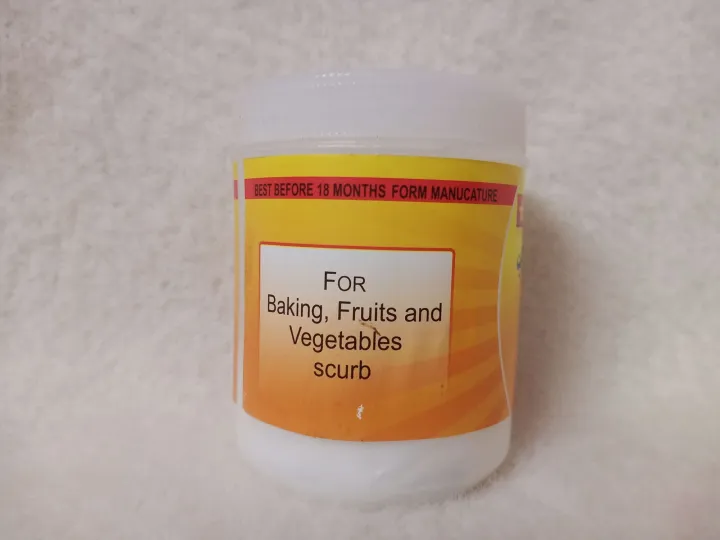 BEST BEFORE 18 MONTHS FORM MANUCATURE
FOR
Baking, Fruits and
Vegetables
scurb